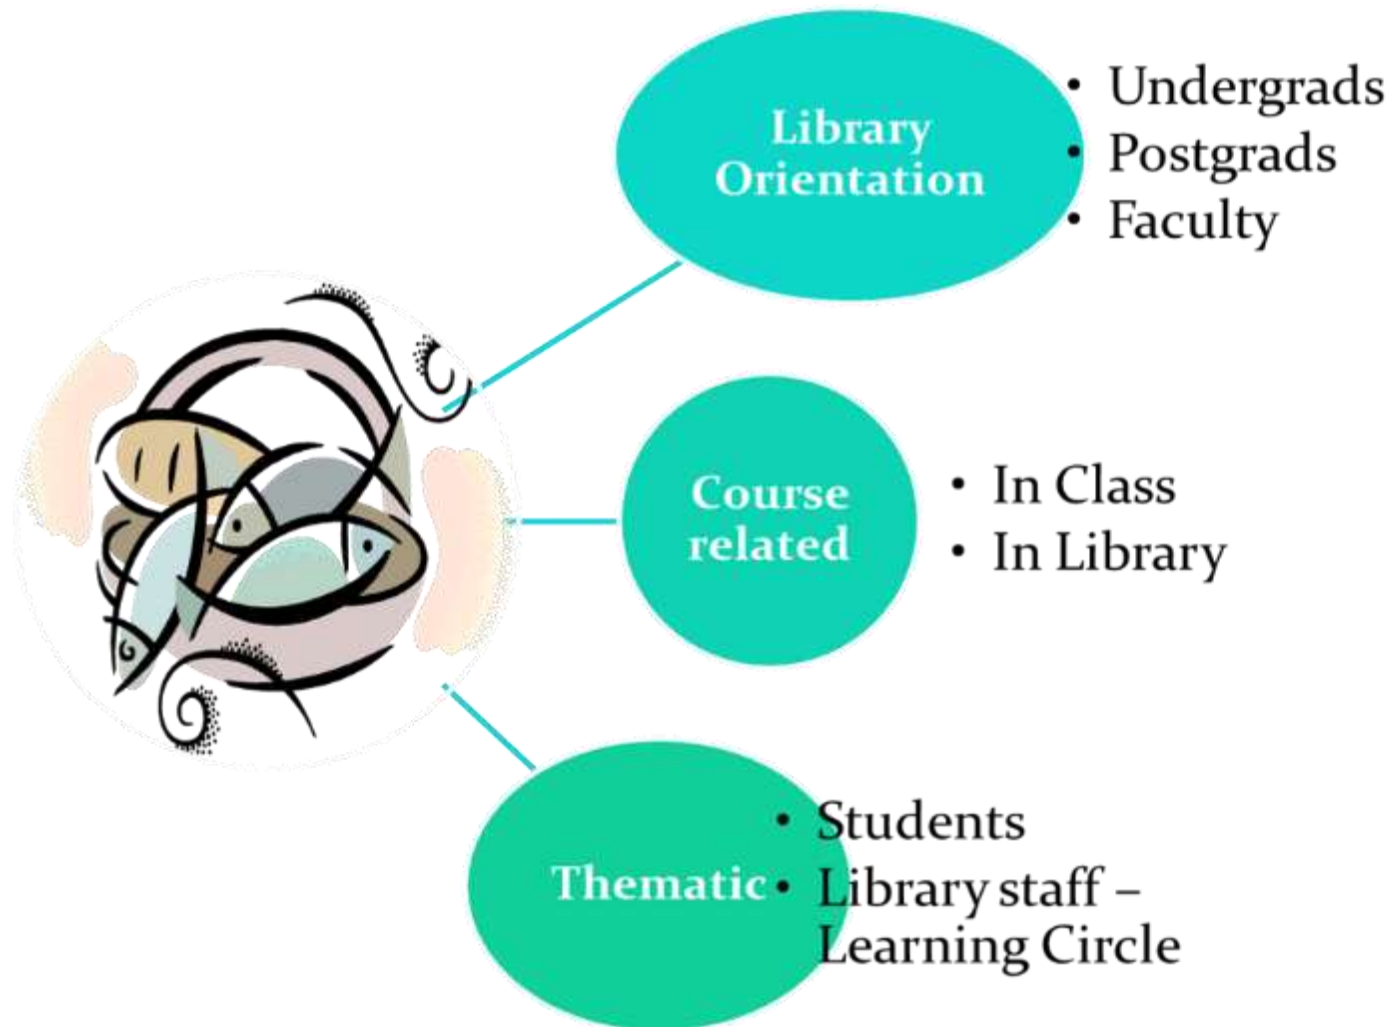 Library
Orientation
• Undergrads
• Postgrads
• Faculty
Course
related
• In Class
• In Library
Thematic
• Students
• Library staff –
Learning Circle